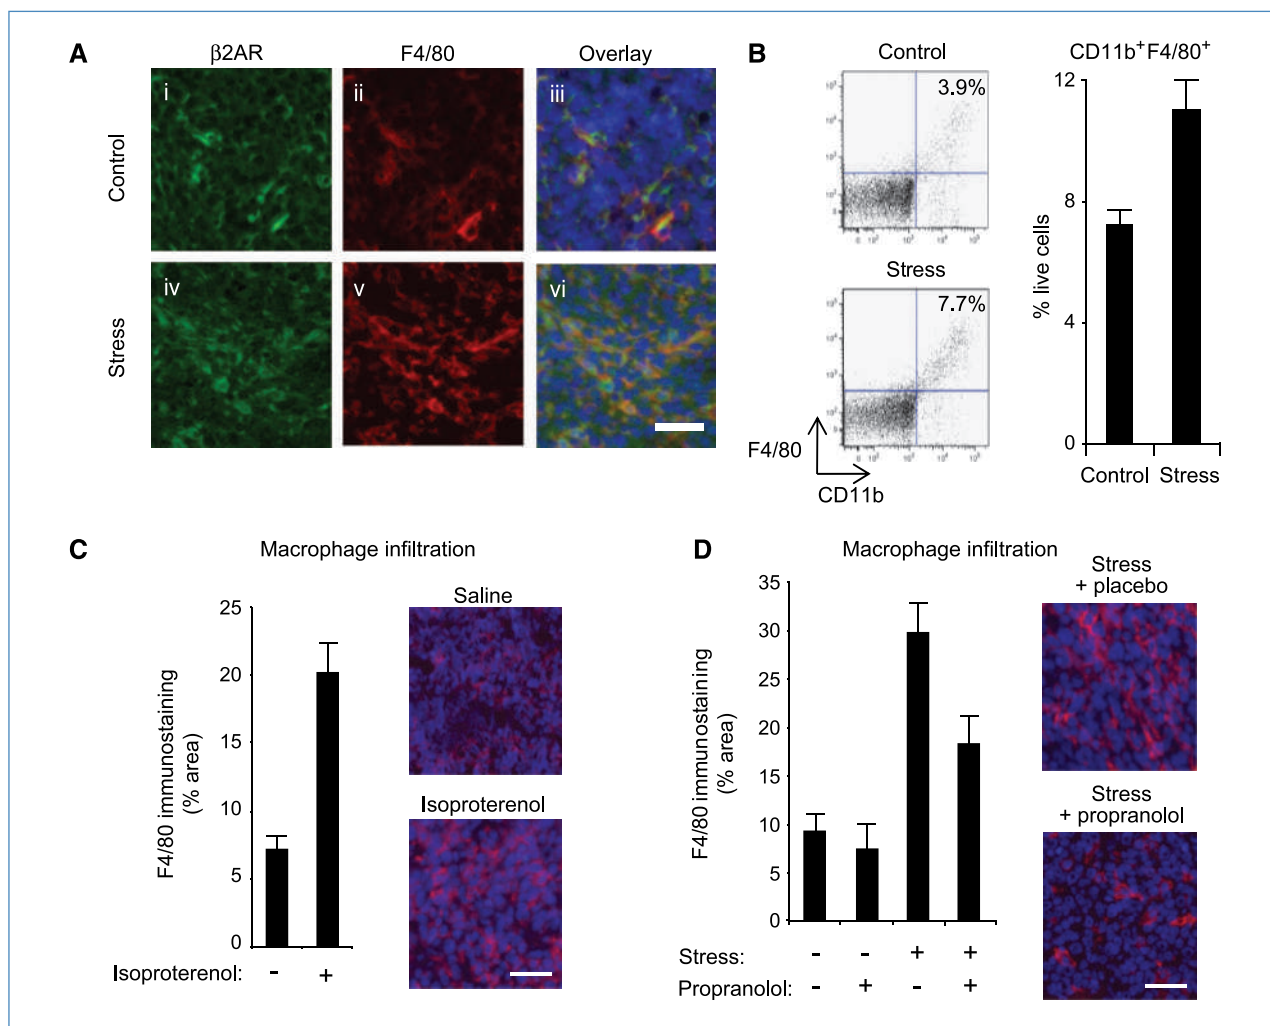 A
β2AR
F4/80
Overlay
Control
i
ii
iii
Stress
iv
v
vi
B
Control
3.9%
Stress
7.7%
F4/80
CD11b
CD11b⁺F4/80⁺
% live cells
12
8
4
0
Control Stress
C
Macrophage infiltration
F4/80 immunostaining
(% area)
25
20
15
10
5
0
Isoproterenol: - +
Saline
Isoproterenol
D
Macrophage infiltration
F4/80 immunostaining
(% area)
35
30
25
20
15
10
5
0
Stress: - - + +
Propranolol: - + - +
Stress
+ placebo
Stress
+ propranolol